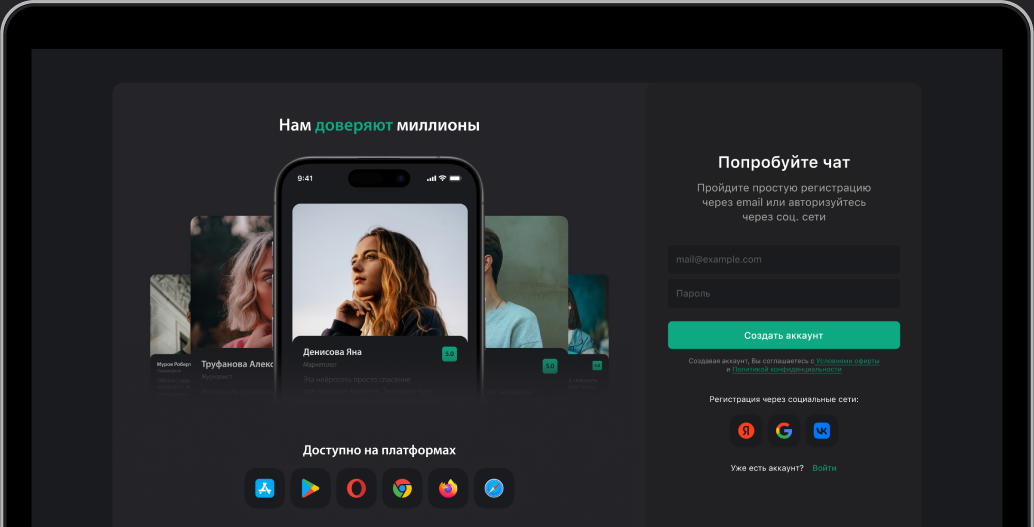 Нам доверяют миллионы
9:41
Денисова Яна
5.0
Маркетолог
Эта нейросеть просто спасение
Труфанова Алекс
Журналист
5.0
Муром Роберт
Доступно на платформах
Попробуйте чат
Пройдите простую регистрацию
через email или авторизуйтесь
через соц. сети
mail@example.com
Пароль
Создать аккаунт
Создавая аккаунт, Вы соглашаетесь с Условиями оферты
и Политикой конфиденциальности
Регистрация через социальные сети:
Я
G
VK
Уже есть аккаунт? Войти